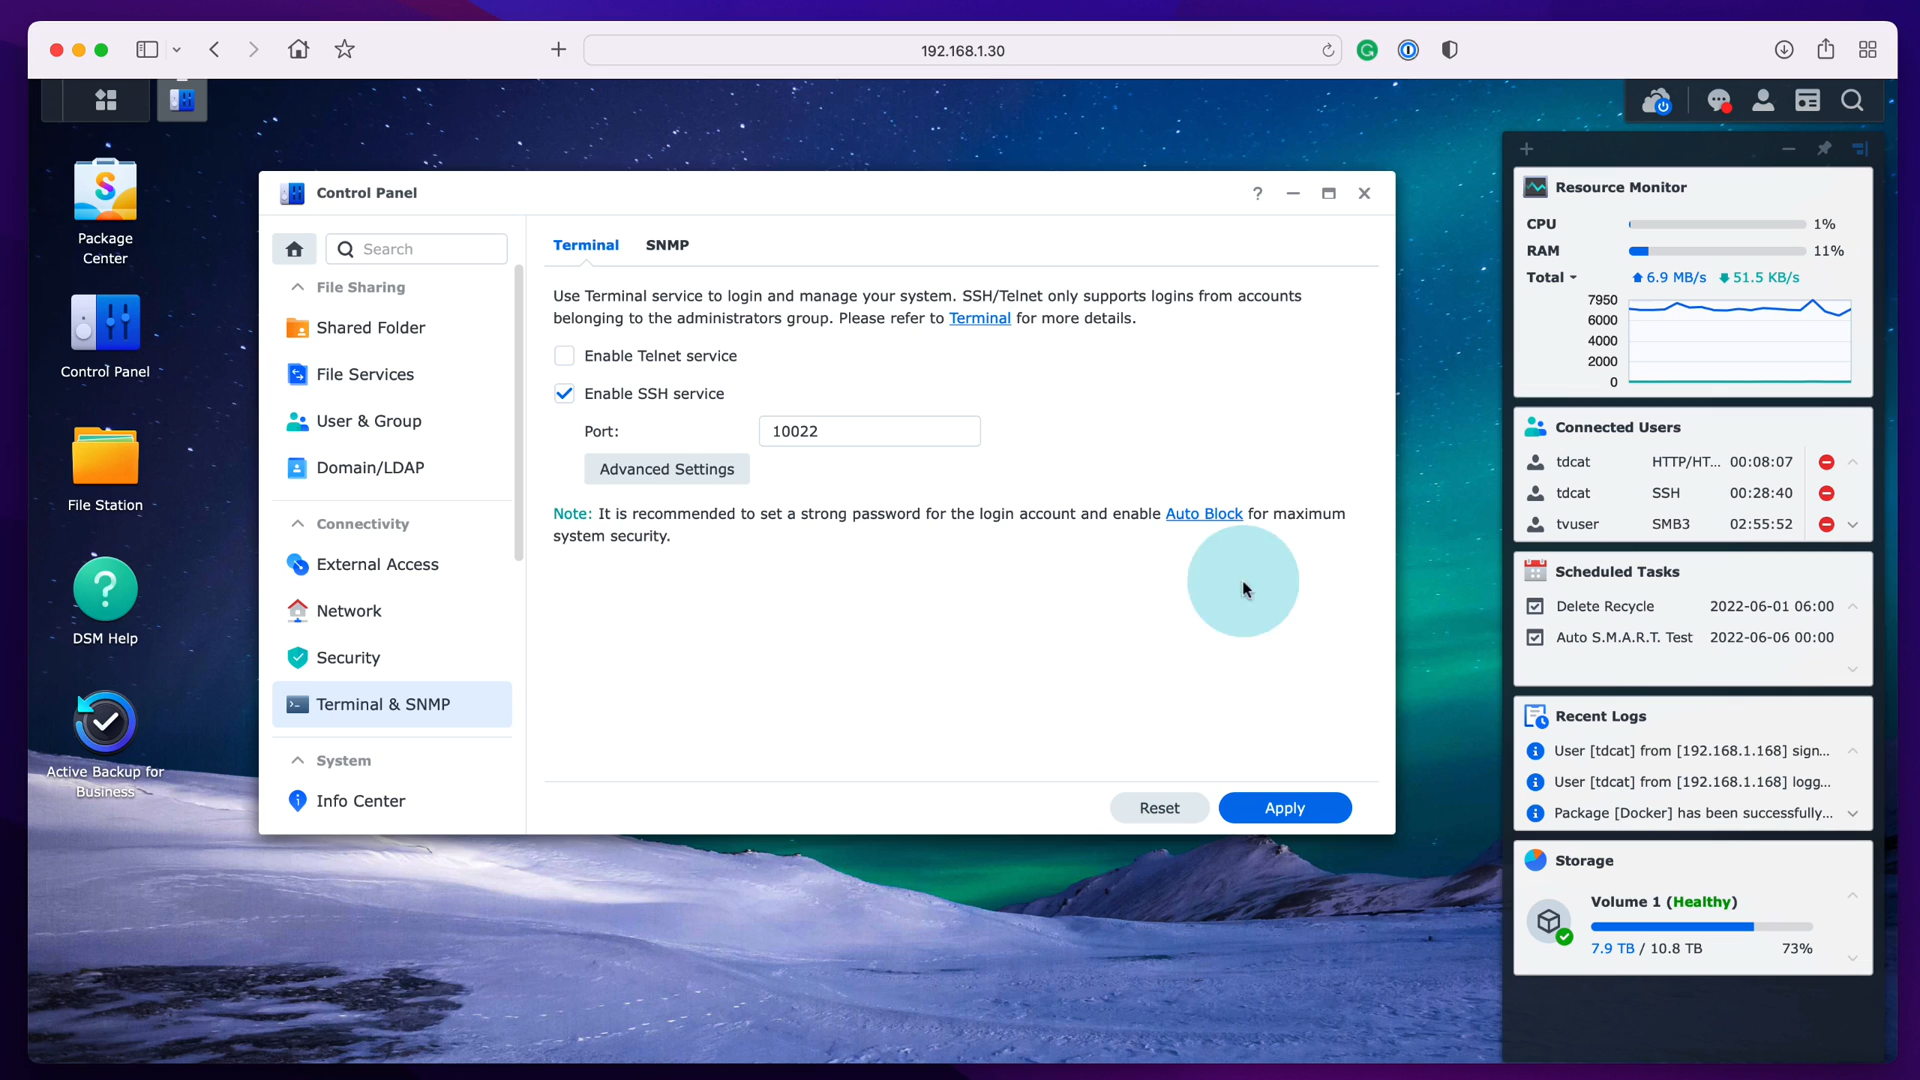 192.168.1.30
Package
Center
Control Panel
File Station
DSM Help
Active Backup for
Business
Control Panel
Search
File Sharing
Shared Folder
File Services
User & Group
Domain/LDAP
Connectivity
External Access
Network
Security
Terminal & SNMP
System
Info Center
Terminal SNMP
Use Terminal service to login and manage your system. SSH/Telnet only supports logins from accounts
belonging to the administrators group. Please refer to Terminal for more details.
Enable Telnet service
Enable SSH service
Port: 10022
Advanced Settings
Note: It is recommended to set a strong password for the login account and enable Auto Block for maximum
system security.
Reset Apply
Resource Monitor
CPU 1%
RAM 11%
Total 6.9 MB/s 51.5 KB/s
7950
6000
4000
2000
0
Connected Users
tdcat HTTP/HT... 00:08:07
tdcat SSH 00:28:40
tvuser SMB3 02:55:52
Scheduled Tasks
Delete Recycle 2022-06-01 06:00
Auto S.M.A.R.T. Test 2022-06-06 00:00
Recent Logs
User [tdcat] from [192.168.1.168] sign...
User [tdcat] from [192.168.1.168] logg...
Package [Docker] has been successfully...
Storage
Volume 1 (Healthy)
7.9 TB / 10.8 TB 73%